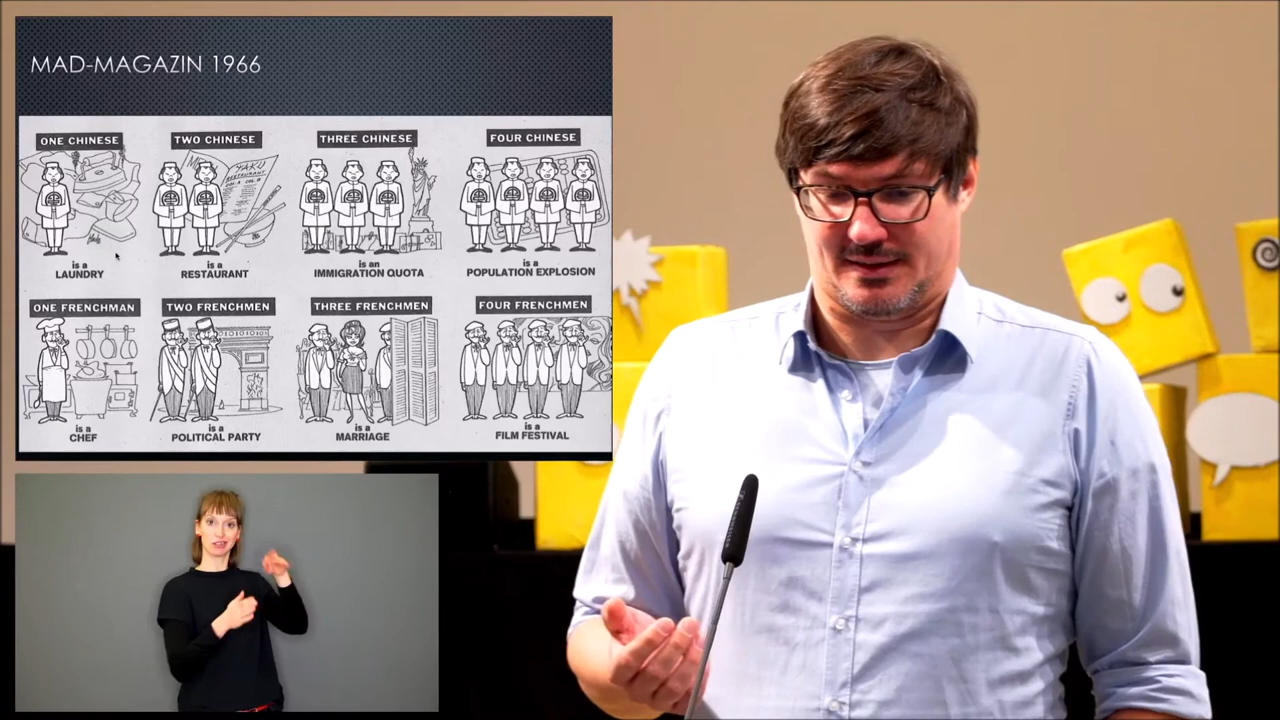 MAD-MAGAZIN 1966
ONE CHINESE
TWO CHINESE
THREE CHINESE
FOUR CHINESE
RESTAURANT
is a
LAUNDRY
is a
RESTAURANT
is an
IMMIGRATION QUOTA
is a
POPULATION EXPLOSION
ONE FRENCHMAN
TWO FRENCHMEN
THREE FRENCHMEN
FOUR FRENCHMEN
is a
CHEF
is a
POLITICAL PARTY
is a
MARRIAGE
is a
FILM FESTIVAL